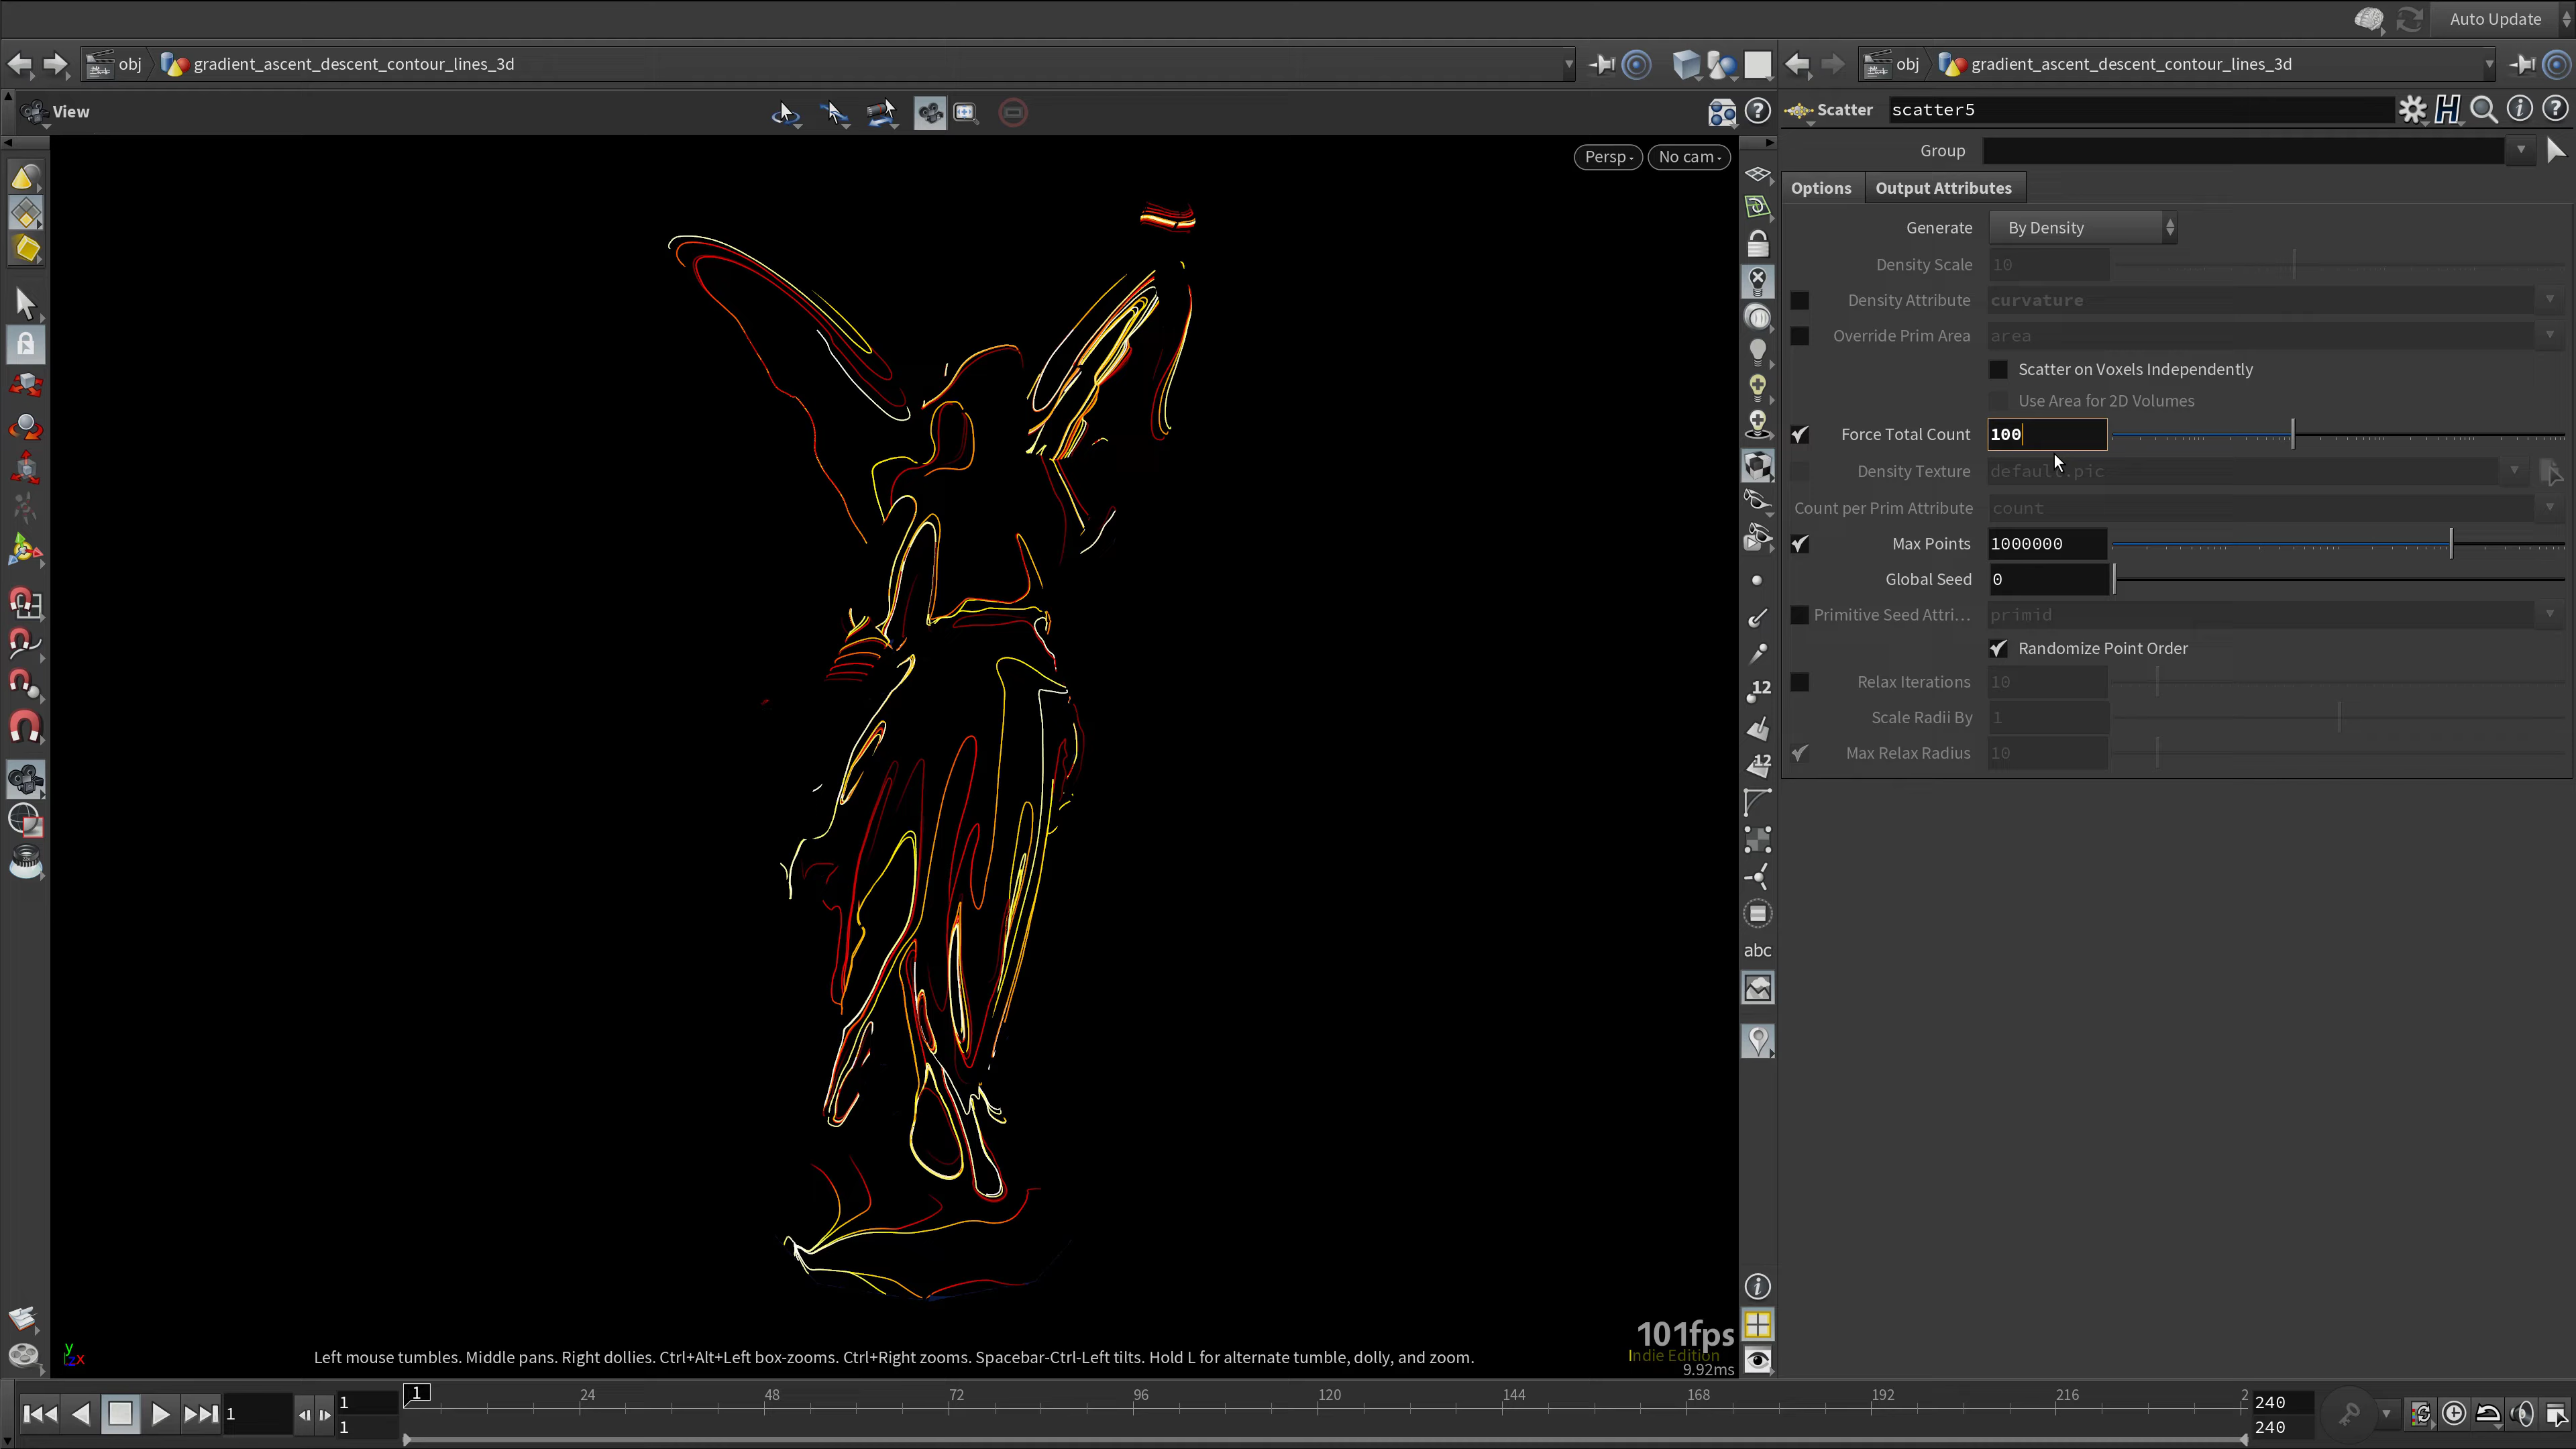 Auto Update
obj
gradient_ascent_descent_contour_lines_3d
obj
gradient_ascent_descent_contour_lines_3d
View
Scatter
scatter5
Persp
No cam
Group
Options
Output Attributes
Generate
By Density
Density Scale
10
Density Attribute
curvature
Override Prim Area
area
Scatter on Voxels Independently
Use Area for 2D Volumes
Force Total Count
100
Density Texture
default.pic
Count per Prim Attribute
count
Max Points
1000000
Global Seed
0
Primitive Seed Attri...
primid
Randomize Point Order
Relax Iterations
10
Scale Radii By
1
Max Relax Radius
10
12
12
abc
101fps
Indie Edition
9.92ms
y
z x
Left mouse tumbles. Middle pans. Right dollies. Ctrl+Alt+Left box-zooms. Ctrl+Right zooms. Spacebar-Ctrl-Left tilts. Hold L for alternate tumble, dolly, and zoom.
1
1
1
1
24
48
72
96
120
144
168
192
216
2
240
240